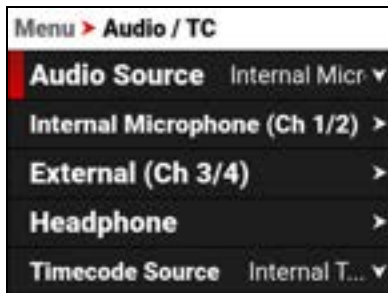 Menu > Audio / TC
Audio Source Internal Micr
Internal Microphone (Ch 1/2) >
External (Ch 3/4) >
Headphone >
Timecode Source Internal T...